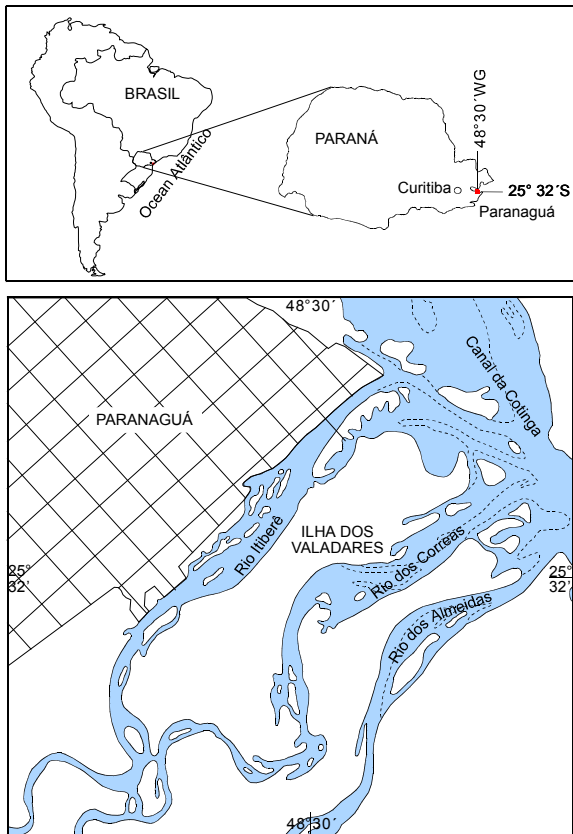 BRASIL
Ocean Atlântico
PARANÁ
Curitiba
48°30´WG
25° 32´S
Paranaguá
48°30´
Canal da Cotinga
PARANAGUÁ
ILHA DOS
VALADARES
Rio Itiberê
Rio dos Correas
Rio dos Almeidas
25°
32'
25°
32'
48°30´